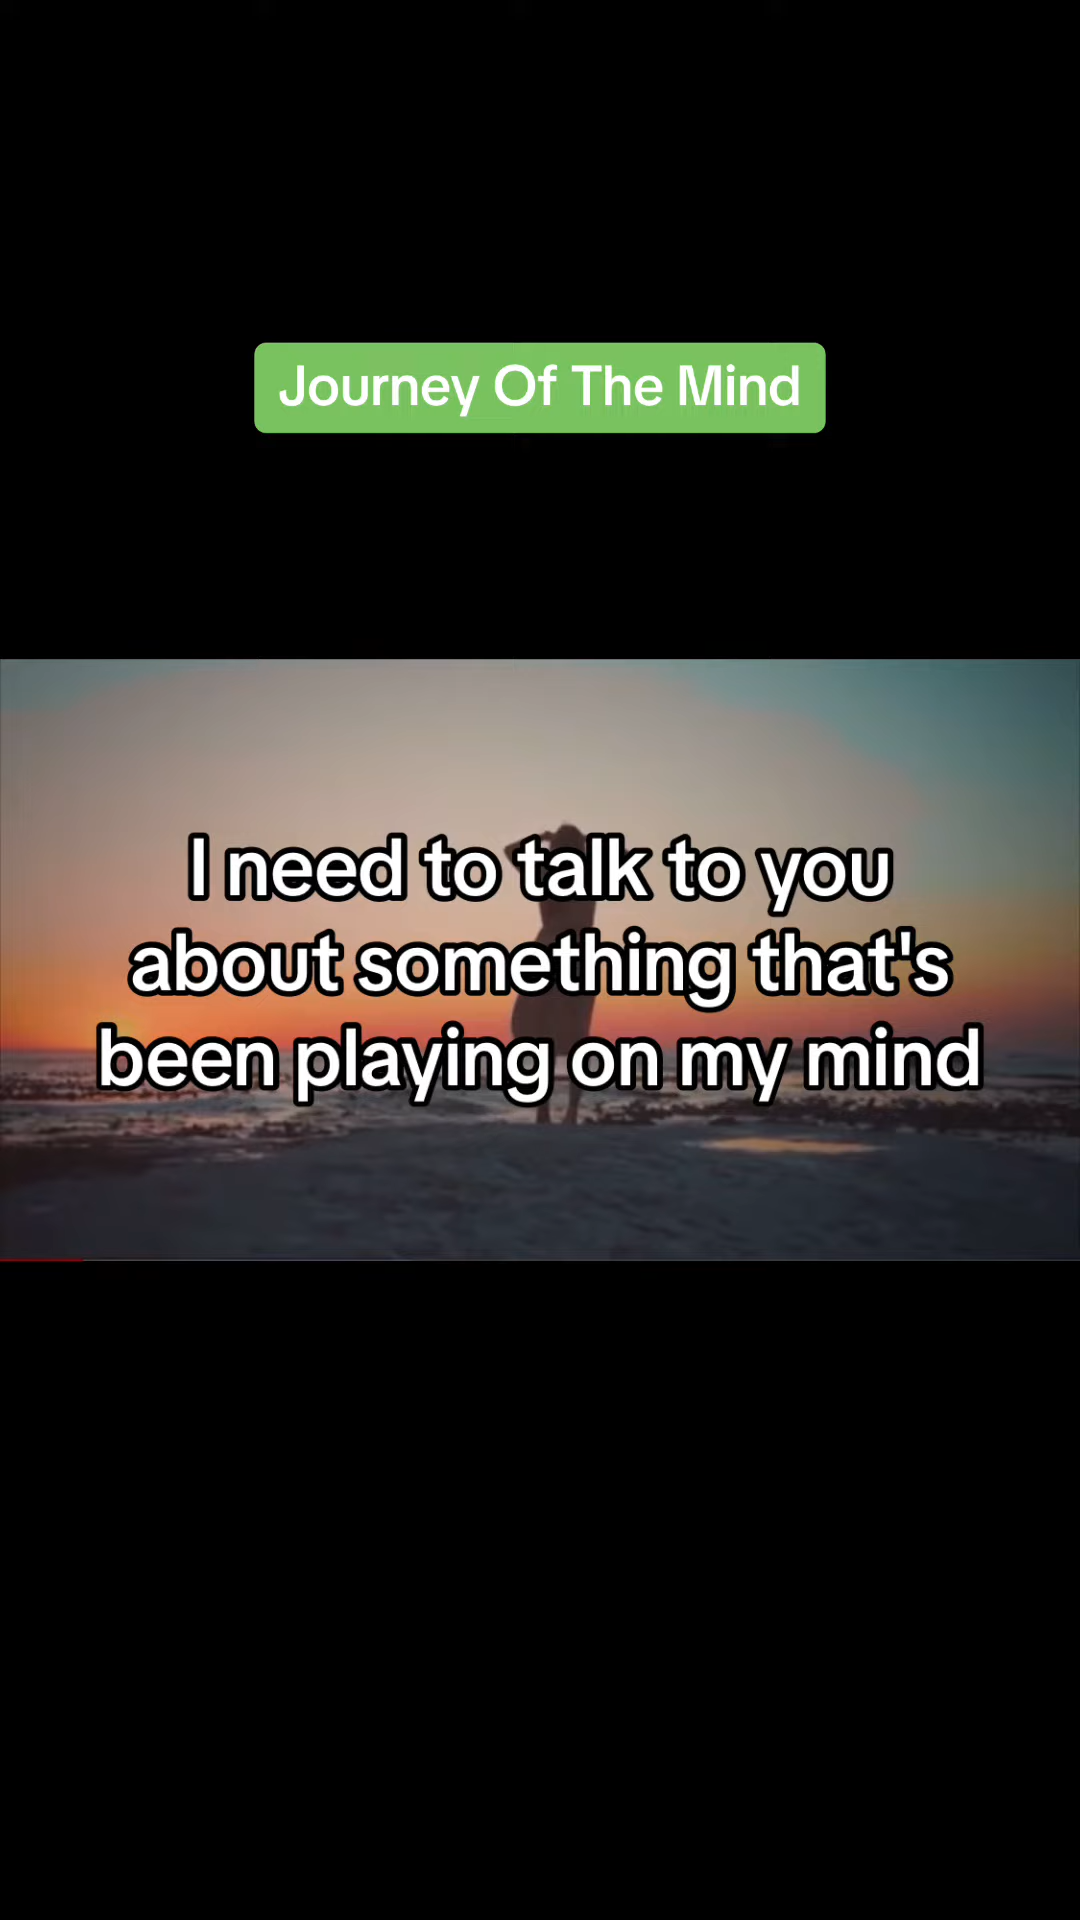 Journey Of The Mind
I need to talk to you
about something that's
been playing on my mind